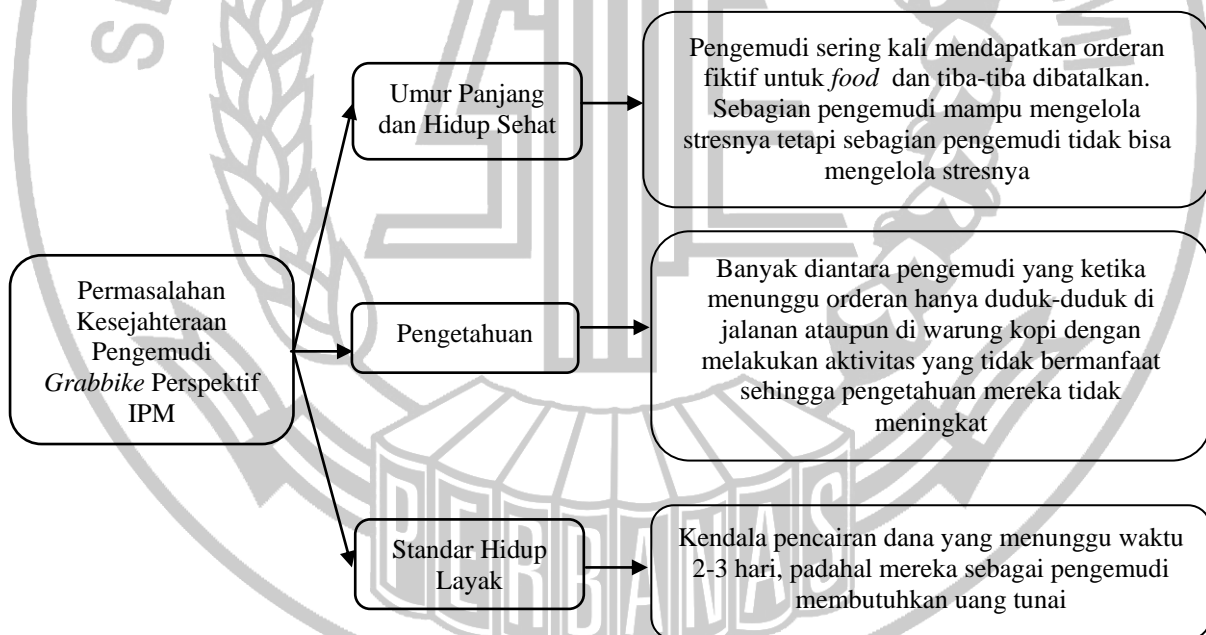 Permasalahan
Kesejahteraan
Pengemudi
Grabbike Perspektif
IPM
Umur Panjang
dan Hidup Sehat
Pengemudi sering kali mendapatkan orderan
fiktif untuk food dan tiba-tiba dibatalkan.
Sebagian pengemudi mampu mengelola
stresnya tetapi sebagian pengemudi tidak bisa
mengelola stresnya
Pengetahuan
Banyak diantara pengemudi yang ketika
menunggu orderan hanya duduk-duduk di
jalanan ataupun di warung kopi dengan
melakukan aktivitas yang tidak bermanfaat
sehingga pengetahuan mereka tidak
meningkat
Standar Hidup
Layak
Kendala pencairan dana yang menunggu waktu
2-3 hari, padahal mereka sebagai pengemudi
membutuhkan uang tunai
PERBANAS